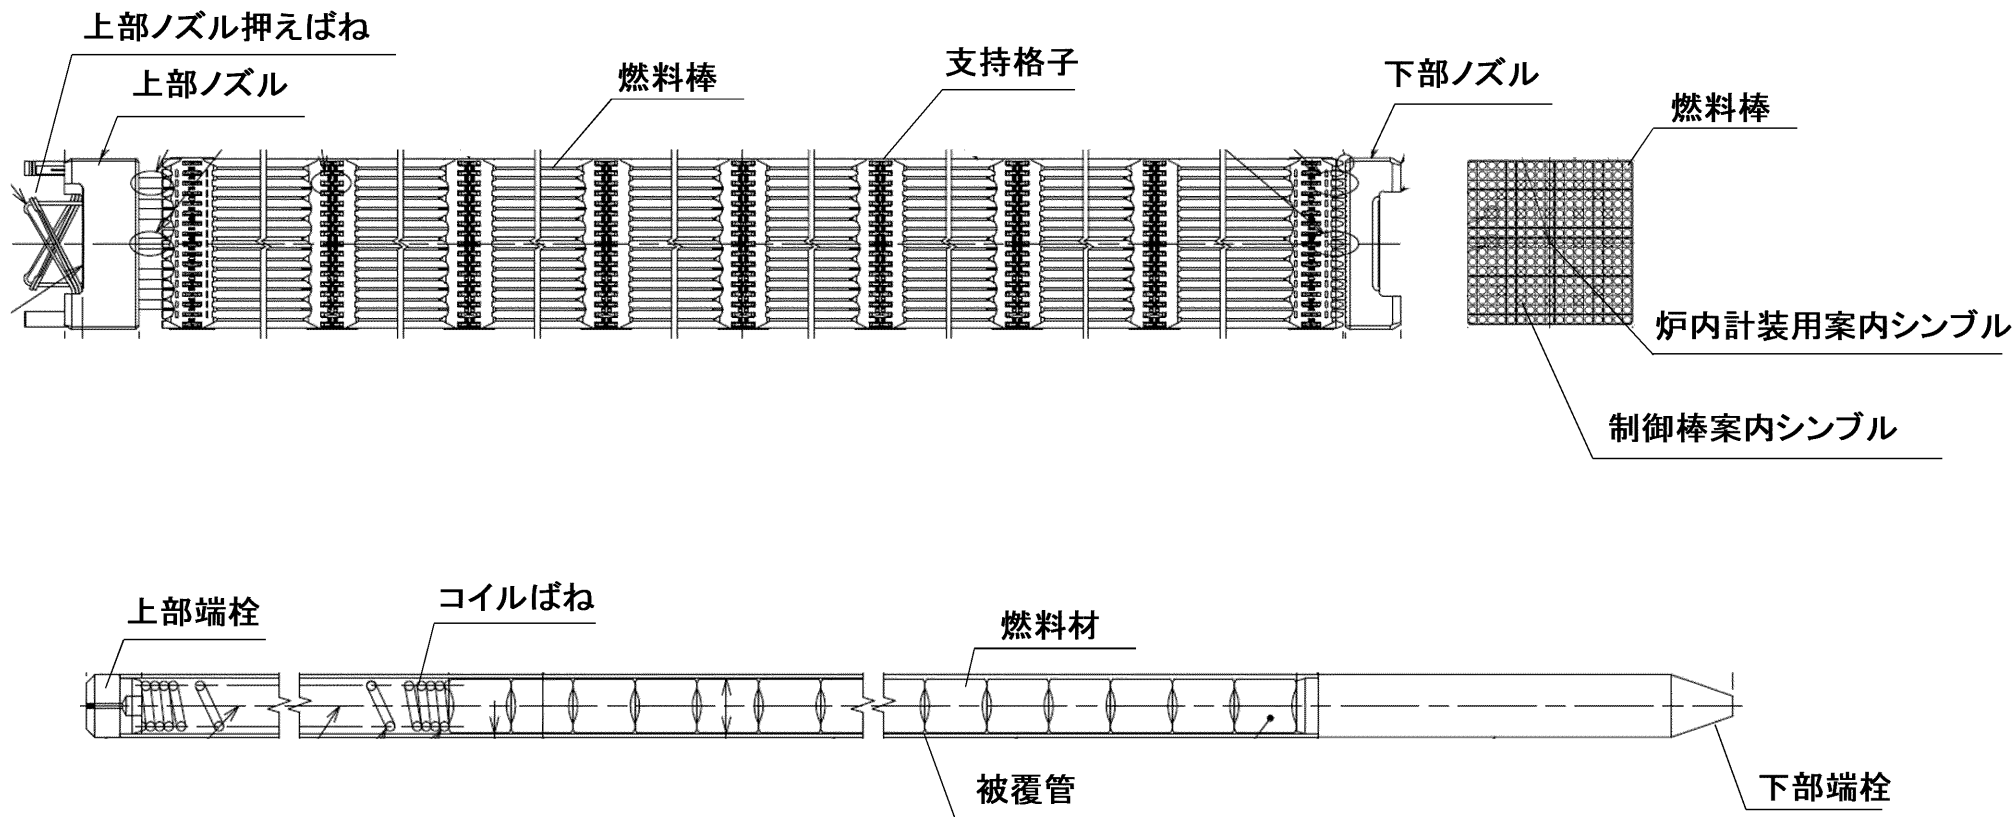 上部ノズル押えばね
上部ノズル
燃料棒
支持格子
下部ノズル
燃料棒
炉内計装用案内シンブル
制御棒案内シンブル
上部端栓
コイルばね
燃料材
被覆管
下部端栓